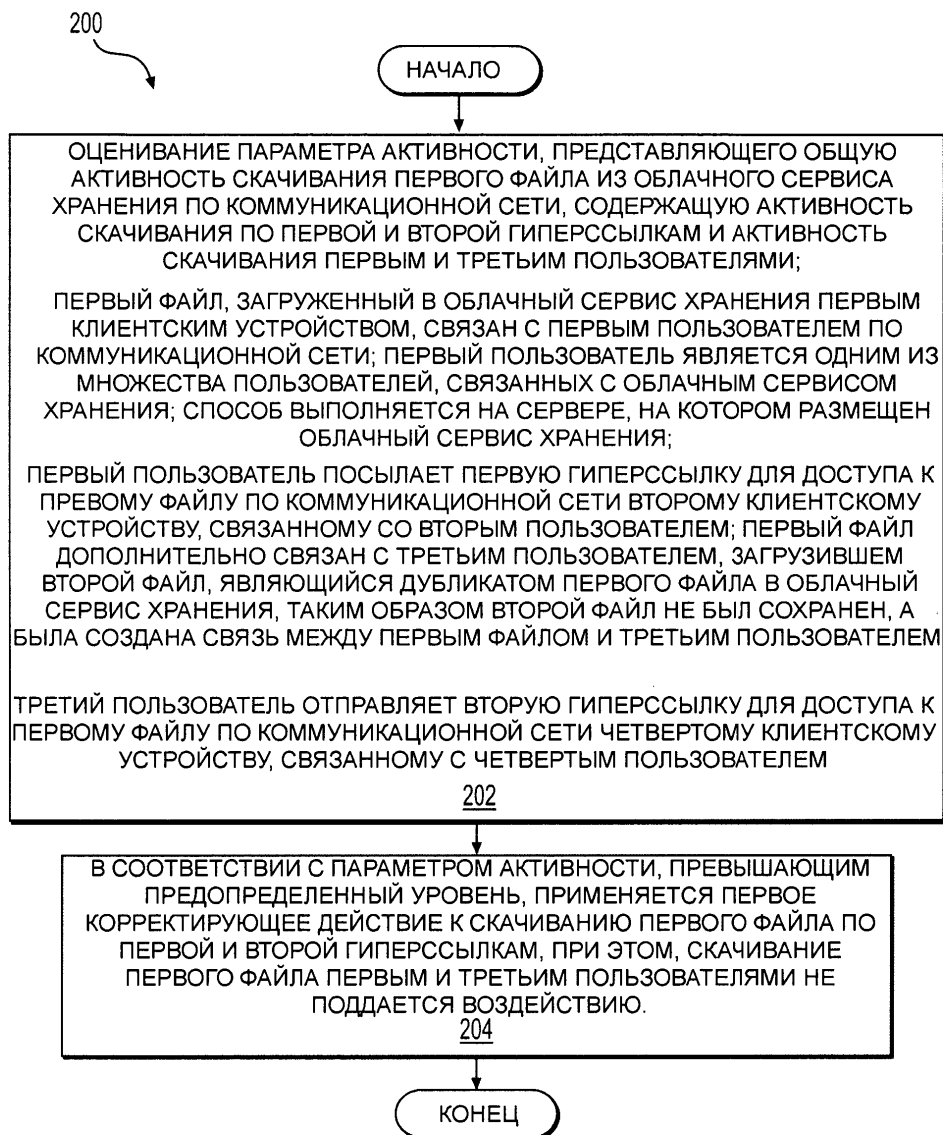 200
НАЧАЛО
ОЦЕНИВАНИЕ ПАРАМЕТРА АКТИВНОСТИ, ПРЕДСТАВЛЯЮЩЕГО ОБЩУЮ
АКТИВНОСТЬ СКАЧИВАНИЯ ПЕРВОГО ФАЙЛА ИЗ ОБЛАЧНОГО СЕРВИСА
ХРАНЕНИЯ ПО КОММУНИКАЦИОННОЙ СЕТИ, СОДЕРЖАЩУЮ АКТИВНОСТЬ
СКАЧИВАНИЯ ПО ПЕРВОЙ И ВТОРОЙ ГИПЕРССЫЛКАМ И АКТИВНОСТЬ
СКАЧИВАНИЯ ПЕРВЫМ И ТРЕТЬИМ ПОЛЬЗОВАТЕЛЯМИ;
ПЕРВЫЙ ФАЙЛ, ЗАГРУЖЕННЫЙ В ОБЛАЧНЫЙ СЕРВИС ХРАНЕНИЯ ПЕРВЫМ
КЛИЕНТСКИМ УСТРОЙСТВОМ, СВЯЗАН С ПЕРВЫМ ПОЛЬЗОВАТЕЛЕМ ПО
КОММУНИКАЦИОННОЙ СЕТИ; ПЕРВЫЙ ПОЛЬЗОВАТЕЛЬ ЯВЛЯЕТСЯ ОДНИМ ИЗ
МНОЖЕСТВА ПОЛЬЗОВАТЕЛЕЙ, СВЯЗАННЫХ С ОБЛАЧНЫМ СЕРВИСОМ
ХРАНЕНИЯ; СПОСОБ ВЫПОЛНЯЕТСЯ НА СЕРВЕРЕ, НА КОТОРОМ РАЗМЕЩЕН
ОБЛАЧНЫЙ СЕРВИС ХРАНЕНИЯ;
ПЕРВЫЙ ПОЛЬЗОВАТЕЛЬ ПОСЫЛАЕТ ПЕРВУЮ ГИПЕРССЫЛКУ ДЛЯ ДОСТУПА К
ПРЕВОМУ ФАЙЛУ ПО КОММУНИКАЦИОННОЙ СЕТИ ВТОРОМУ КЛИЕНТСКОМУ
УСТРОЙСТВУ, СВЯЗАННОМУ СО ВТОРЫМ ПОЛЬЗОВАТЕЛЕМ; ПЕРВЫЙ ФАЙЛ
ДОПОЛНИТЕЛЬНО СВЯЗАН С ТРЕТЬИМ ПОЛЬЗОВАТЕЛЕМ, ЗАГРУЗИВШЕМ
ВТОРОЙ ФАЙЛ, ЯВЛЯЮЩИЙСЯ ДУБЛИКАТОМ ПЕРВОГО ФАЙЛА В ОБЛАЧНЫЙ
СЕРВИС ХРАНЕНИЯ, ТАКИМ ОБРАЗОМ ВТОРОЙ ФАЙЛ НЕ БЫЛ СОХРАНЕН, А
БЫЛА СОЗДАНА СВЯЗЬ МЕЖДУ ПЕРВЫМ ФАЙЛОМ И ТРЕТЬИМ ПОЛЬЗОВАТЕЛЕМ
ТРЕТИЙ ПОЛЬЗОВАТЕЛЬ ОТПРАВЛЯЕТ ВТОРУЮ ГИПЕРССЫЛКУ ДЛЯ ДОСТУПА К
ПЕРВОМУ ФАЙЛУ ПО КОММУНИКАЦИОННОЙ СЕТИ ЧЕТВЕРТОМУ КЛИЕНТСКОМУ
УСТРОЙСТВУ, СВЯЗАННОМУ С ЧЕТВЕРТЫМ ПОЛЬЗОВАТЕЛЕМ
202
В СООТВЕТСТВИИ С ПАРАМЕТРОМ АКТИВНОСТИ, ПРЕВЫШАЮЩИМ
ПРЕДОПРЕДЕЛЕННЫЙ УРОВЕНЬ, ПРИМЕНЯЕТСЯ ПЕРВОЕ
КОРРЕКТИРУЮЩЕЕ ДЕЙСТВИЕ К СКАЧИВАНИЮ ПЕРВОГО ФАЙЛА ПО
ПЕРВОЙ И ВТОРОЙ ГИПЕРССЫЛКАМ, ПРИ ЭТОМ, СКАЧИВАНИЕ
ПЕРВОГО ФАЙЛА ПЕРВЫМ И ТРЕТЬИМ ПОЛЬЗОВАТЕЛЯМИ НЕ
ПОДДАЕТСЯ ВОЗДЕЙСТВИЮ.
204
КОНЕЦ